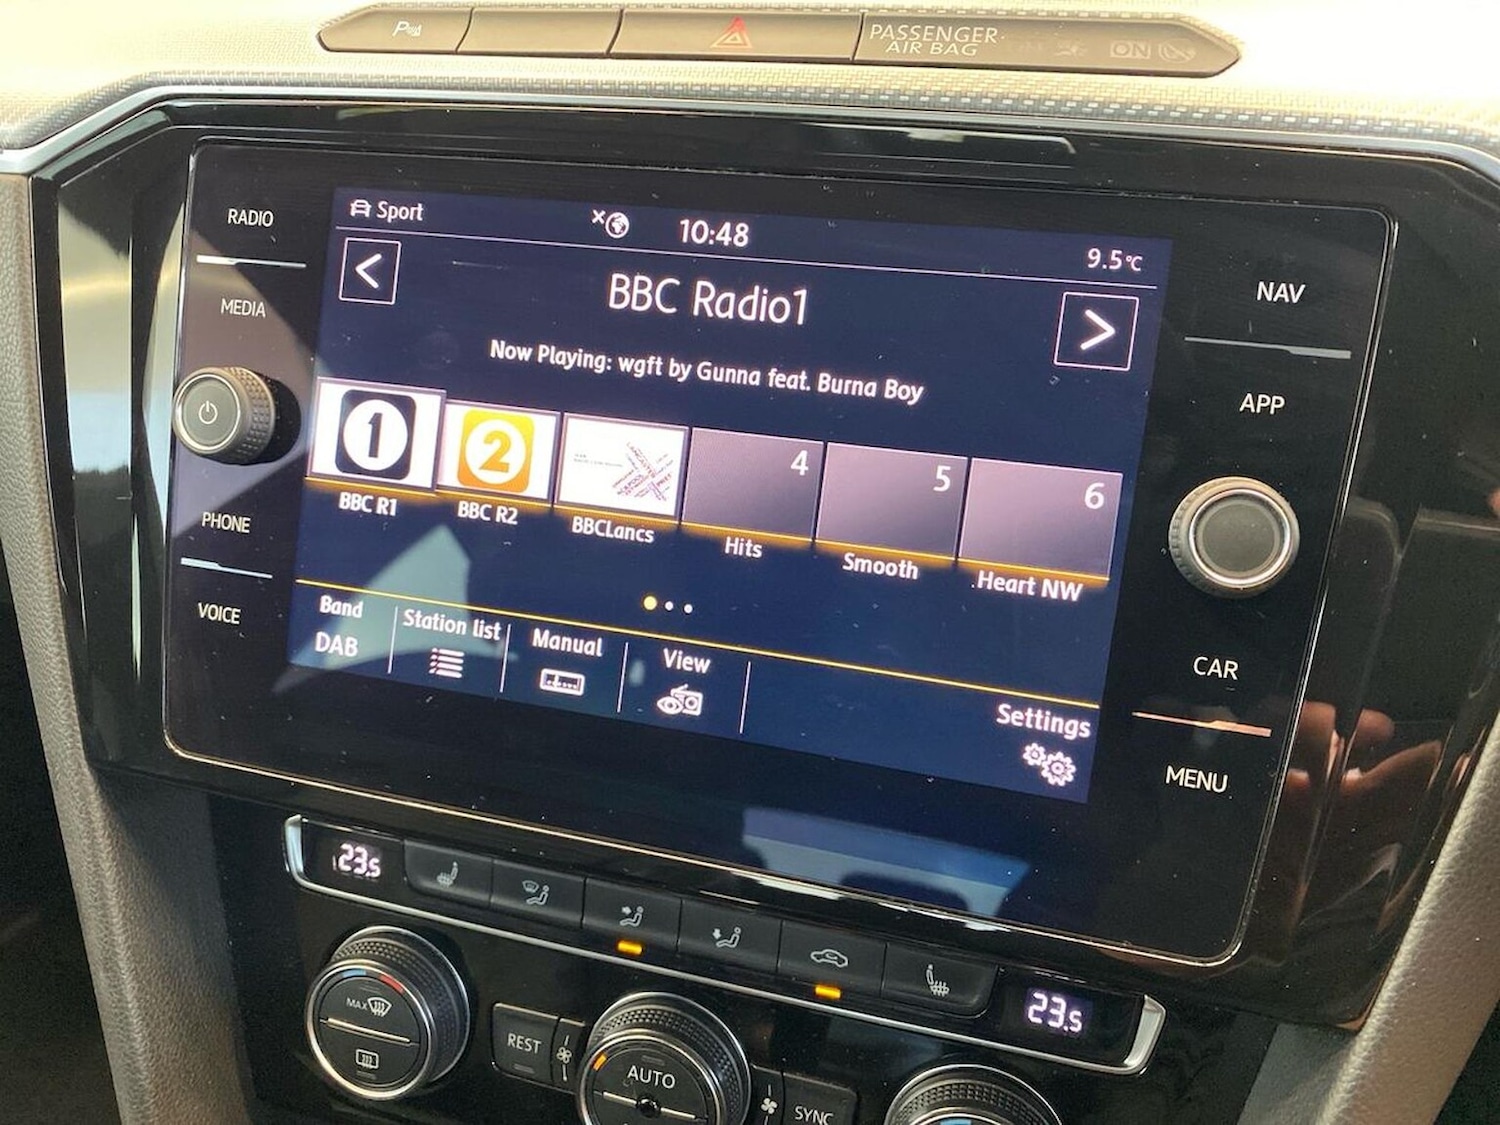 PASSENGER
AIR BAG
ON
RADIO
MEDIA
PHONE
VOICE
Sport
10:48
9.5°C
<
BBC Radio1
>
Now Playing: wgft by Gunna feat. Burna Boy
1
2
4
5
6
BBC R1
BBC R2
BBCLancs
Hits
Smooth
Heart NW
Band
DAB
Station list
Manual
View
Settings
NAV
APP
CAR
MENU
23.5
23.5
MAX
REST
AUTO
SYNC